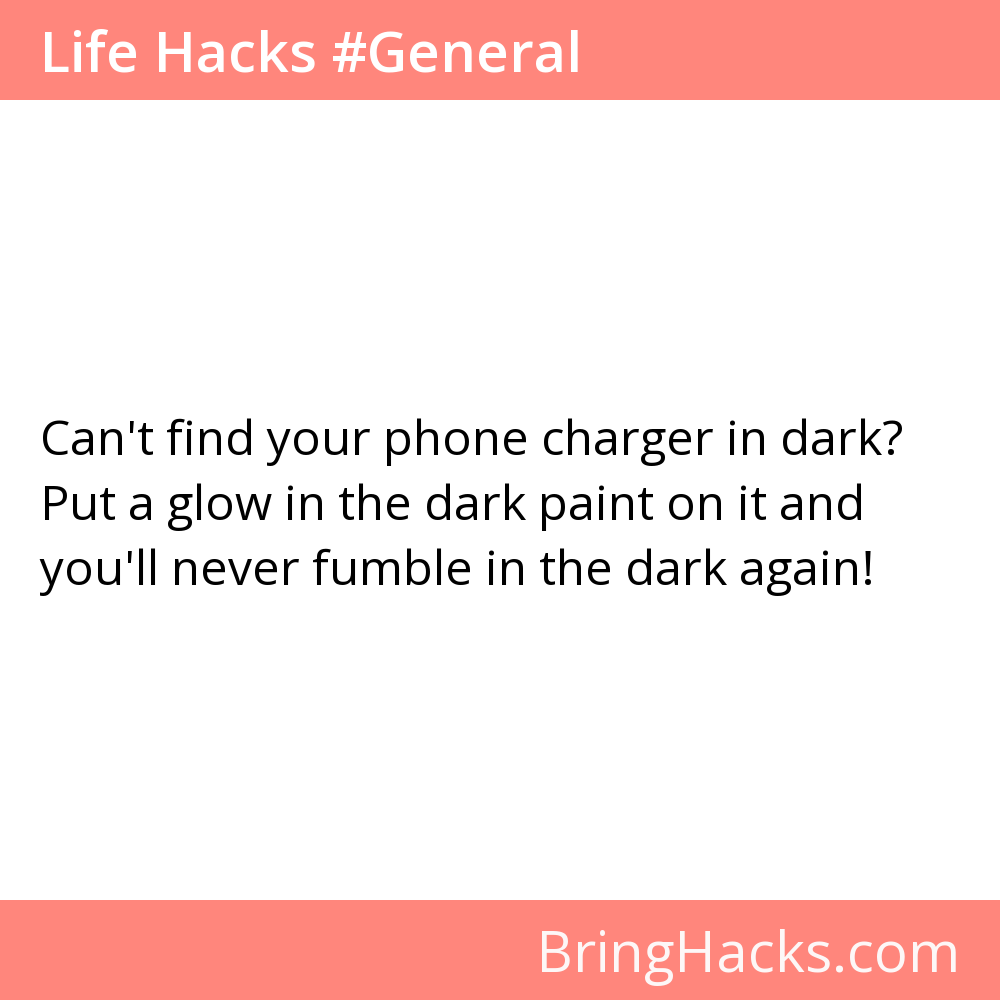 Life Hacks #General
Can't find your phone charger in dark?
Put a glow in the dark paint on it and
you'll never fumble in the dark again!
BringHacks.com